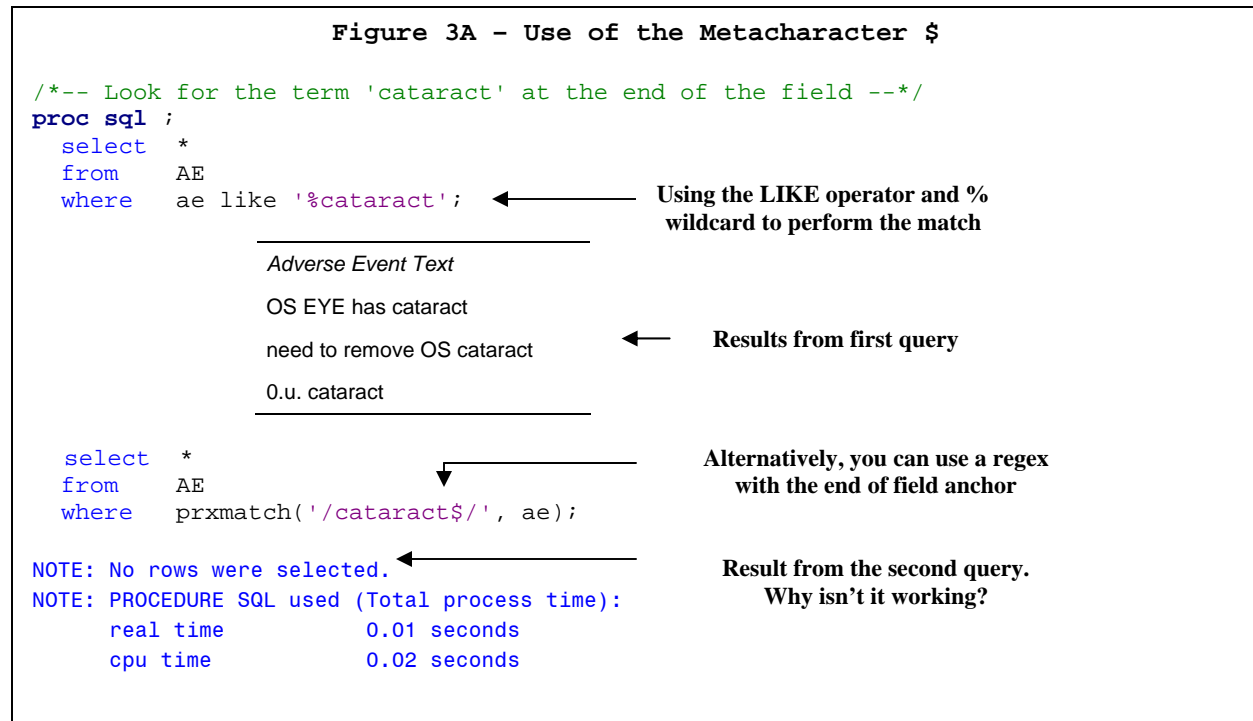 Figure 3A – Use of the Metacharacter $
/*-- Look for the term 'cataract' at the end of the field --*/
proc sql ;
select *
from AE
where ae like '%cataract';
Using the LIKE operator and %
wildcard to perform the match
Adverse Event Text
OS EYE has cataract
need to remove OS cataract
0.u. cataract
Results from first query
select *
from AE
where prxmatch('/cataract$/', ae);
Alternatively, you can use a regex
with the end of field anchor
NOTE: No rows were selected.
NOTE: PROCEDURE SQL used (Total process time):
real time 0.01 seconds
cpu time 0.02 seconds
Result from the second query.
Why isn't it working?